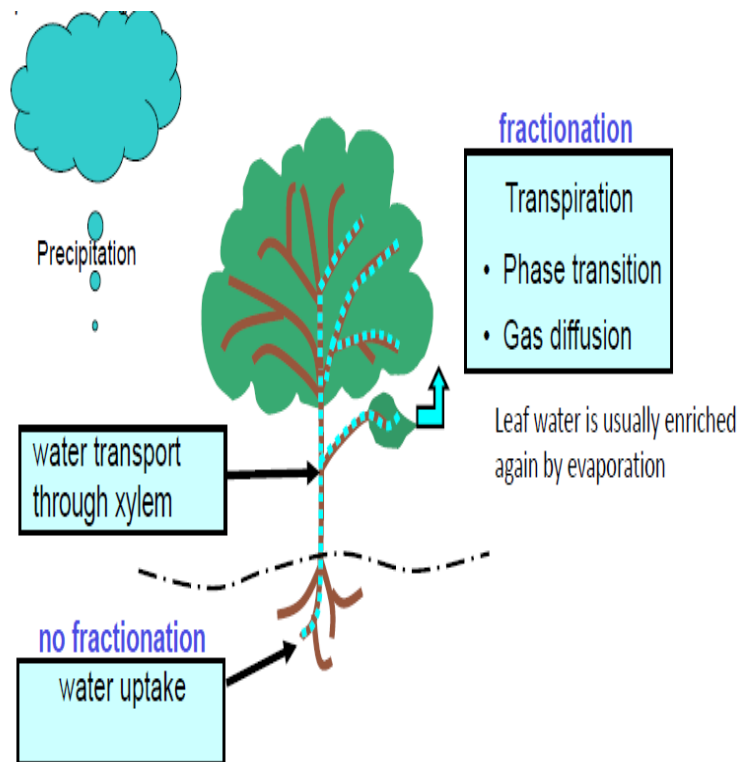 fractionation
Transpiration
• Phase transition
• Gas diffusion
Precipitation
Leaf water is usually enriched
again by evaporation
water transport
through xylem
no fractionation
water uptake